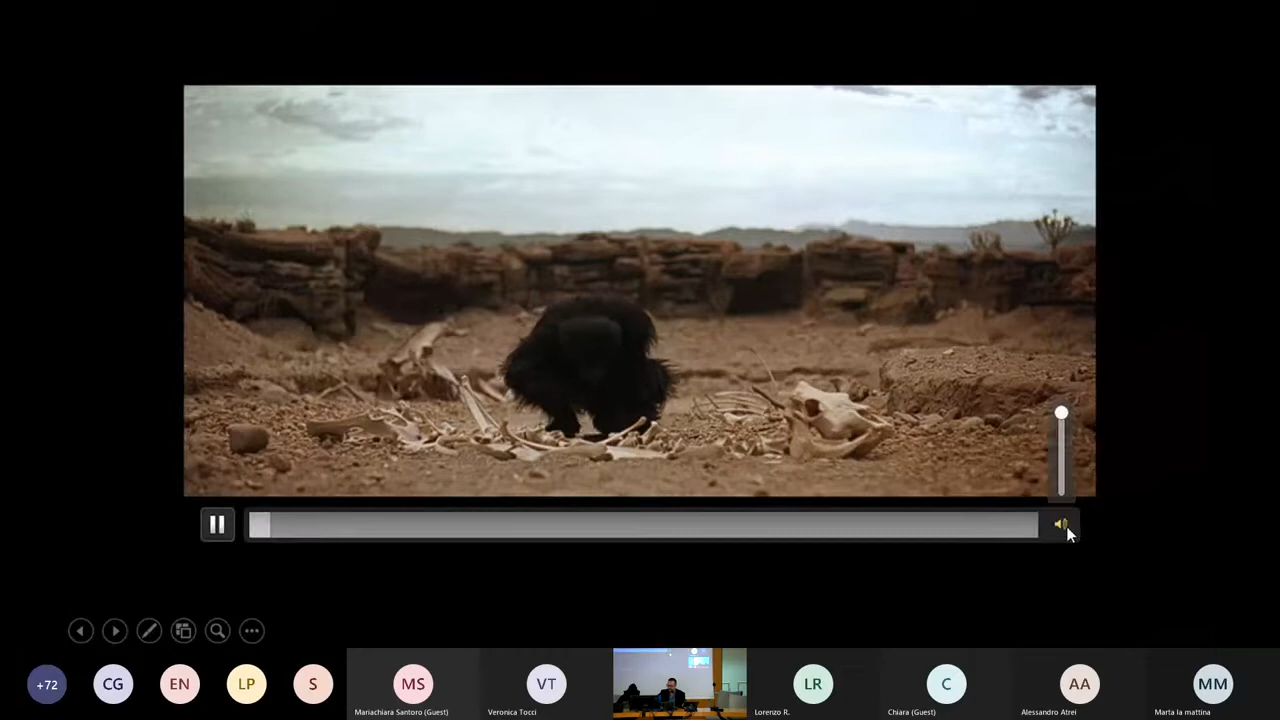 +72
CG
EN
LP
S
MS
VT
LR
C
AA
MM
Mariachiara Santoro (Guest)
Veronica Tocci
Lorenzo R.
Chiara (Guest)
Alessandro Atrei
Marta la mattina